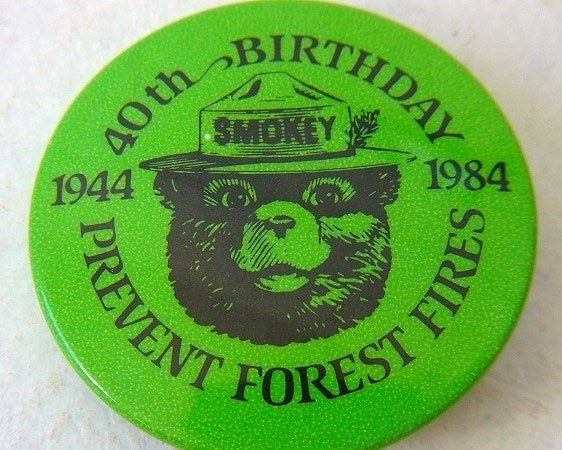 40th BIRTHDAY
SMOKEY
1944
1984
PREVENT FOREST FIRES